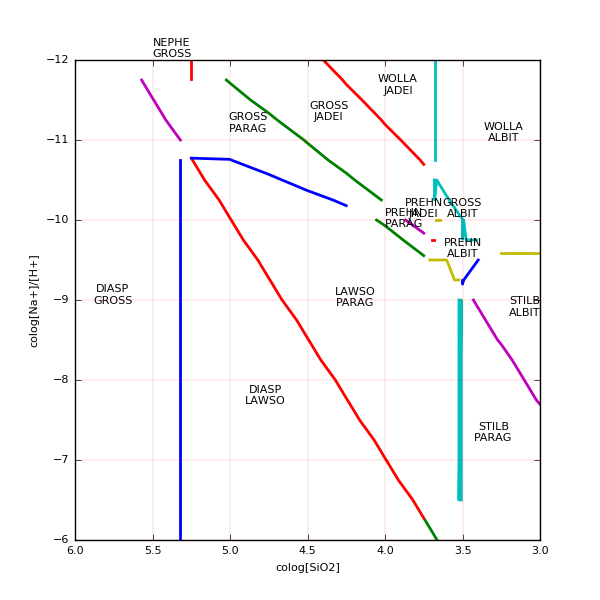 NEPHE
GROSS
−12
WOLLA
JADEI
GROSS
JADEI
GROSS
PARAG
WOLLA
ALBIT
−11
PREHN
JADEI
GROSS
ALBIT
PREHN
PARAG
−10
PREHN
ALBIT
DIASP
GROSS
LAWSO
PARAG
STILB
ALBIT
−9
colog[Na+]/[H+]
−8
DIASP
LAWSO
STILB
PARAG
−7
−6
6.0 5.5 5.0 4.5 4.0 3.5 3.0
colog[SiO2]